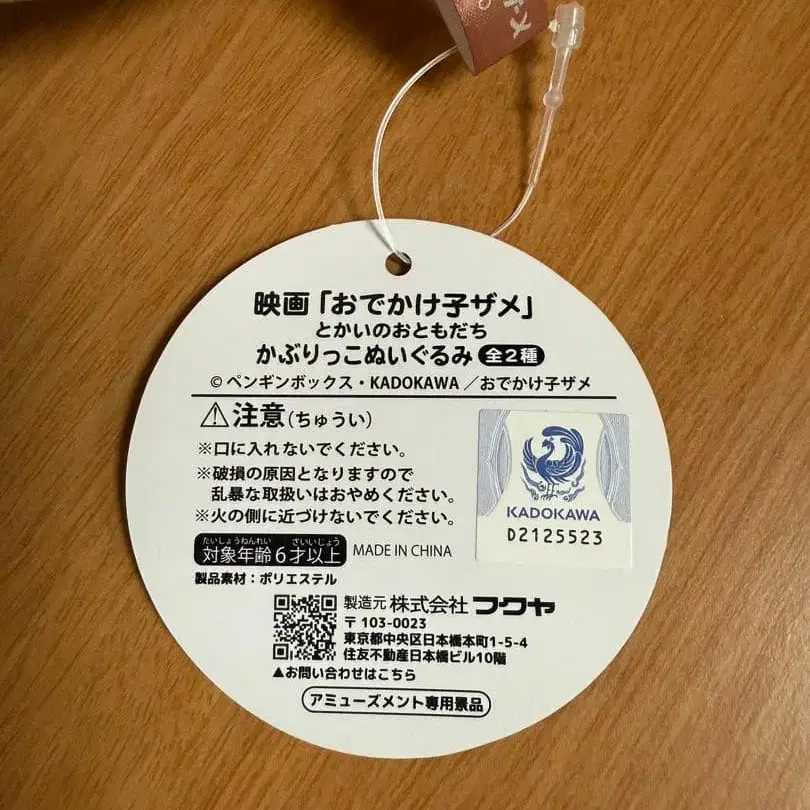 映画「おでかけ子ザメ」
とかいのおともだち
かぶりっこぬいぐるみ 全2種
© ペンギンボックス・KADOKAWA／おでかけ子ザメ
⚠注意(ちゅうい)
※口に入れないでください。
※破損の原因となりますので
乱暴な取扱いはおやめください。
※火の側に近づけないでください。
KADOKAWA
D2125523
たいしょうねんれい さいいじょう
対象年齢6才以上 MADE IN CHINA
製品素材：ポリエステル
製造元 株式会社 フクヤ
〒 103-0023
東京都中央区日本橋本町1-5-4
住友不動産日本橋ビル10階
▲お問い合わせはこちら
アミューズメント専用景品